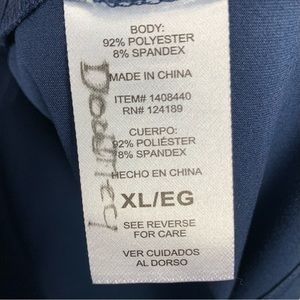 BODY:
92% POLYESTER
8% SPANDEX
MADE IN CHINA
ITEM# 1408440
RN# 124189
CUERPO:
92% POLIÉSTER
8% SPANDEX
HECHO EN CHINA
XL/EG
SEE REVERSE
FOR CARE
VER CUIDADOS
AL DORSO